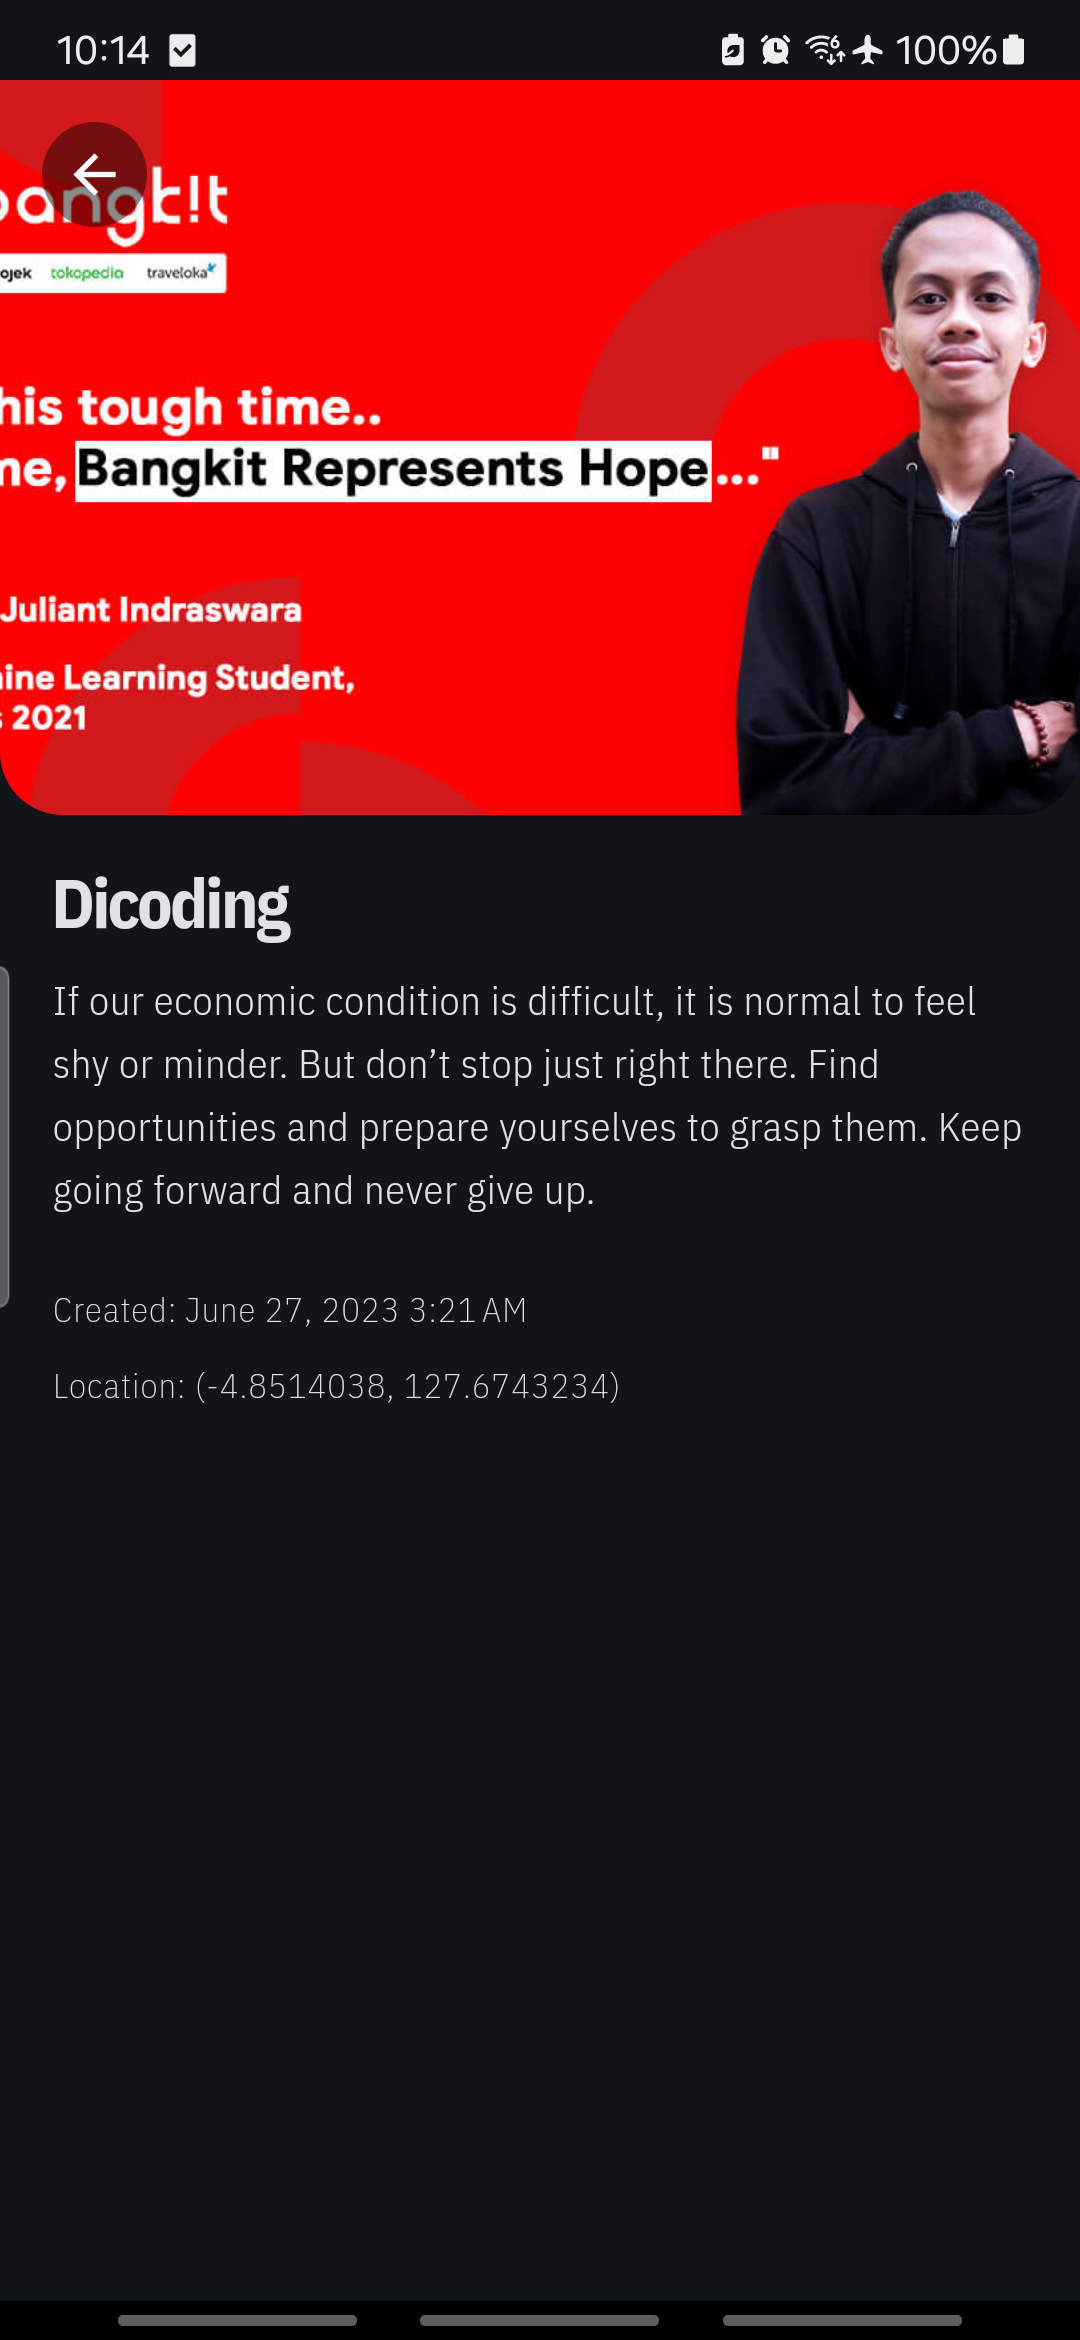 10:14
100%
bangk!t
ojek tokopedia traveloka
his tough time..
me, Bangkit Represents Hope..."
Juliant Indraswara
ine Learning Student,
s 2021
Dicoding
If our economic condition is difficult, it is normal to feel
shy or minder. But don’t stop just right there. Find
opportunities and prepare yourselves to grasp them. Keep
going forward and never give up.
Created: June 27, 2023 3:21 AM
Location: (-4.8514038, 127.6743234)